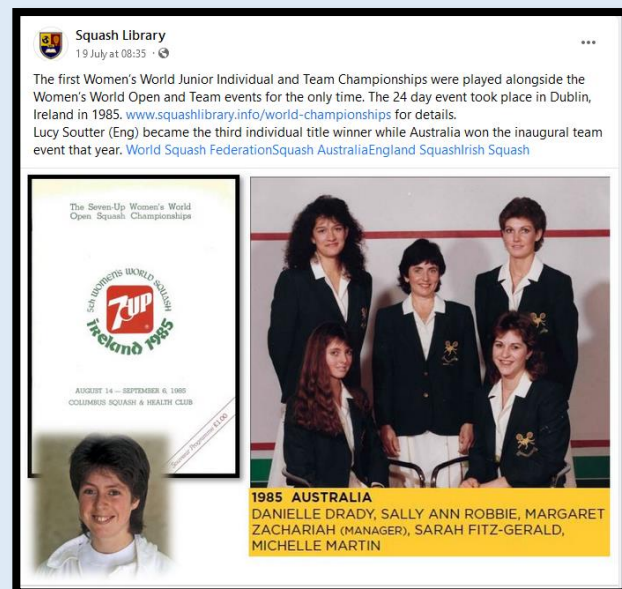 Squash Library
19 July at 08:35 ·
The first Women's World Junior Individual and Team Championships were played alongside the
Women's World Open and Team events for the only time. The 24 day event took place in Dublin,
Ireland in 1985. www.squashlibrary.info/world-championships for details.
Lucy Soutter (Eng) became the third individual title winner while Australia won the inaugural team
event that year. World Squash FederationSquash AustraliaEngland SquashIrish Squash
The Seven-Up Women's World
Open Squash Championships
5th WOMEN'S WORLD SQUASH
7UP
IRELAND 1985
AUGUST 14 — SEPTEMBER 6, 1985
COLUMBUS SQUASH & HEALTH CLUB
Souvenir Programme £1.00
1985 AUSTRALIA
DANIELLE DRADY, SALLY ANN ROBBIE, MARGARET
ZACHARIAH (MANAGER), SARAH FITZ-GERALD,
MICHELLE MARTIN